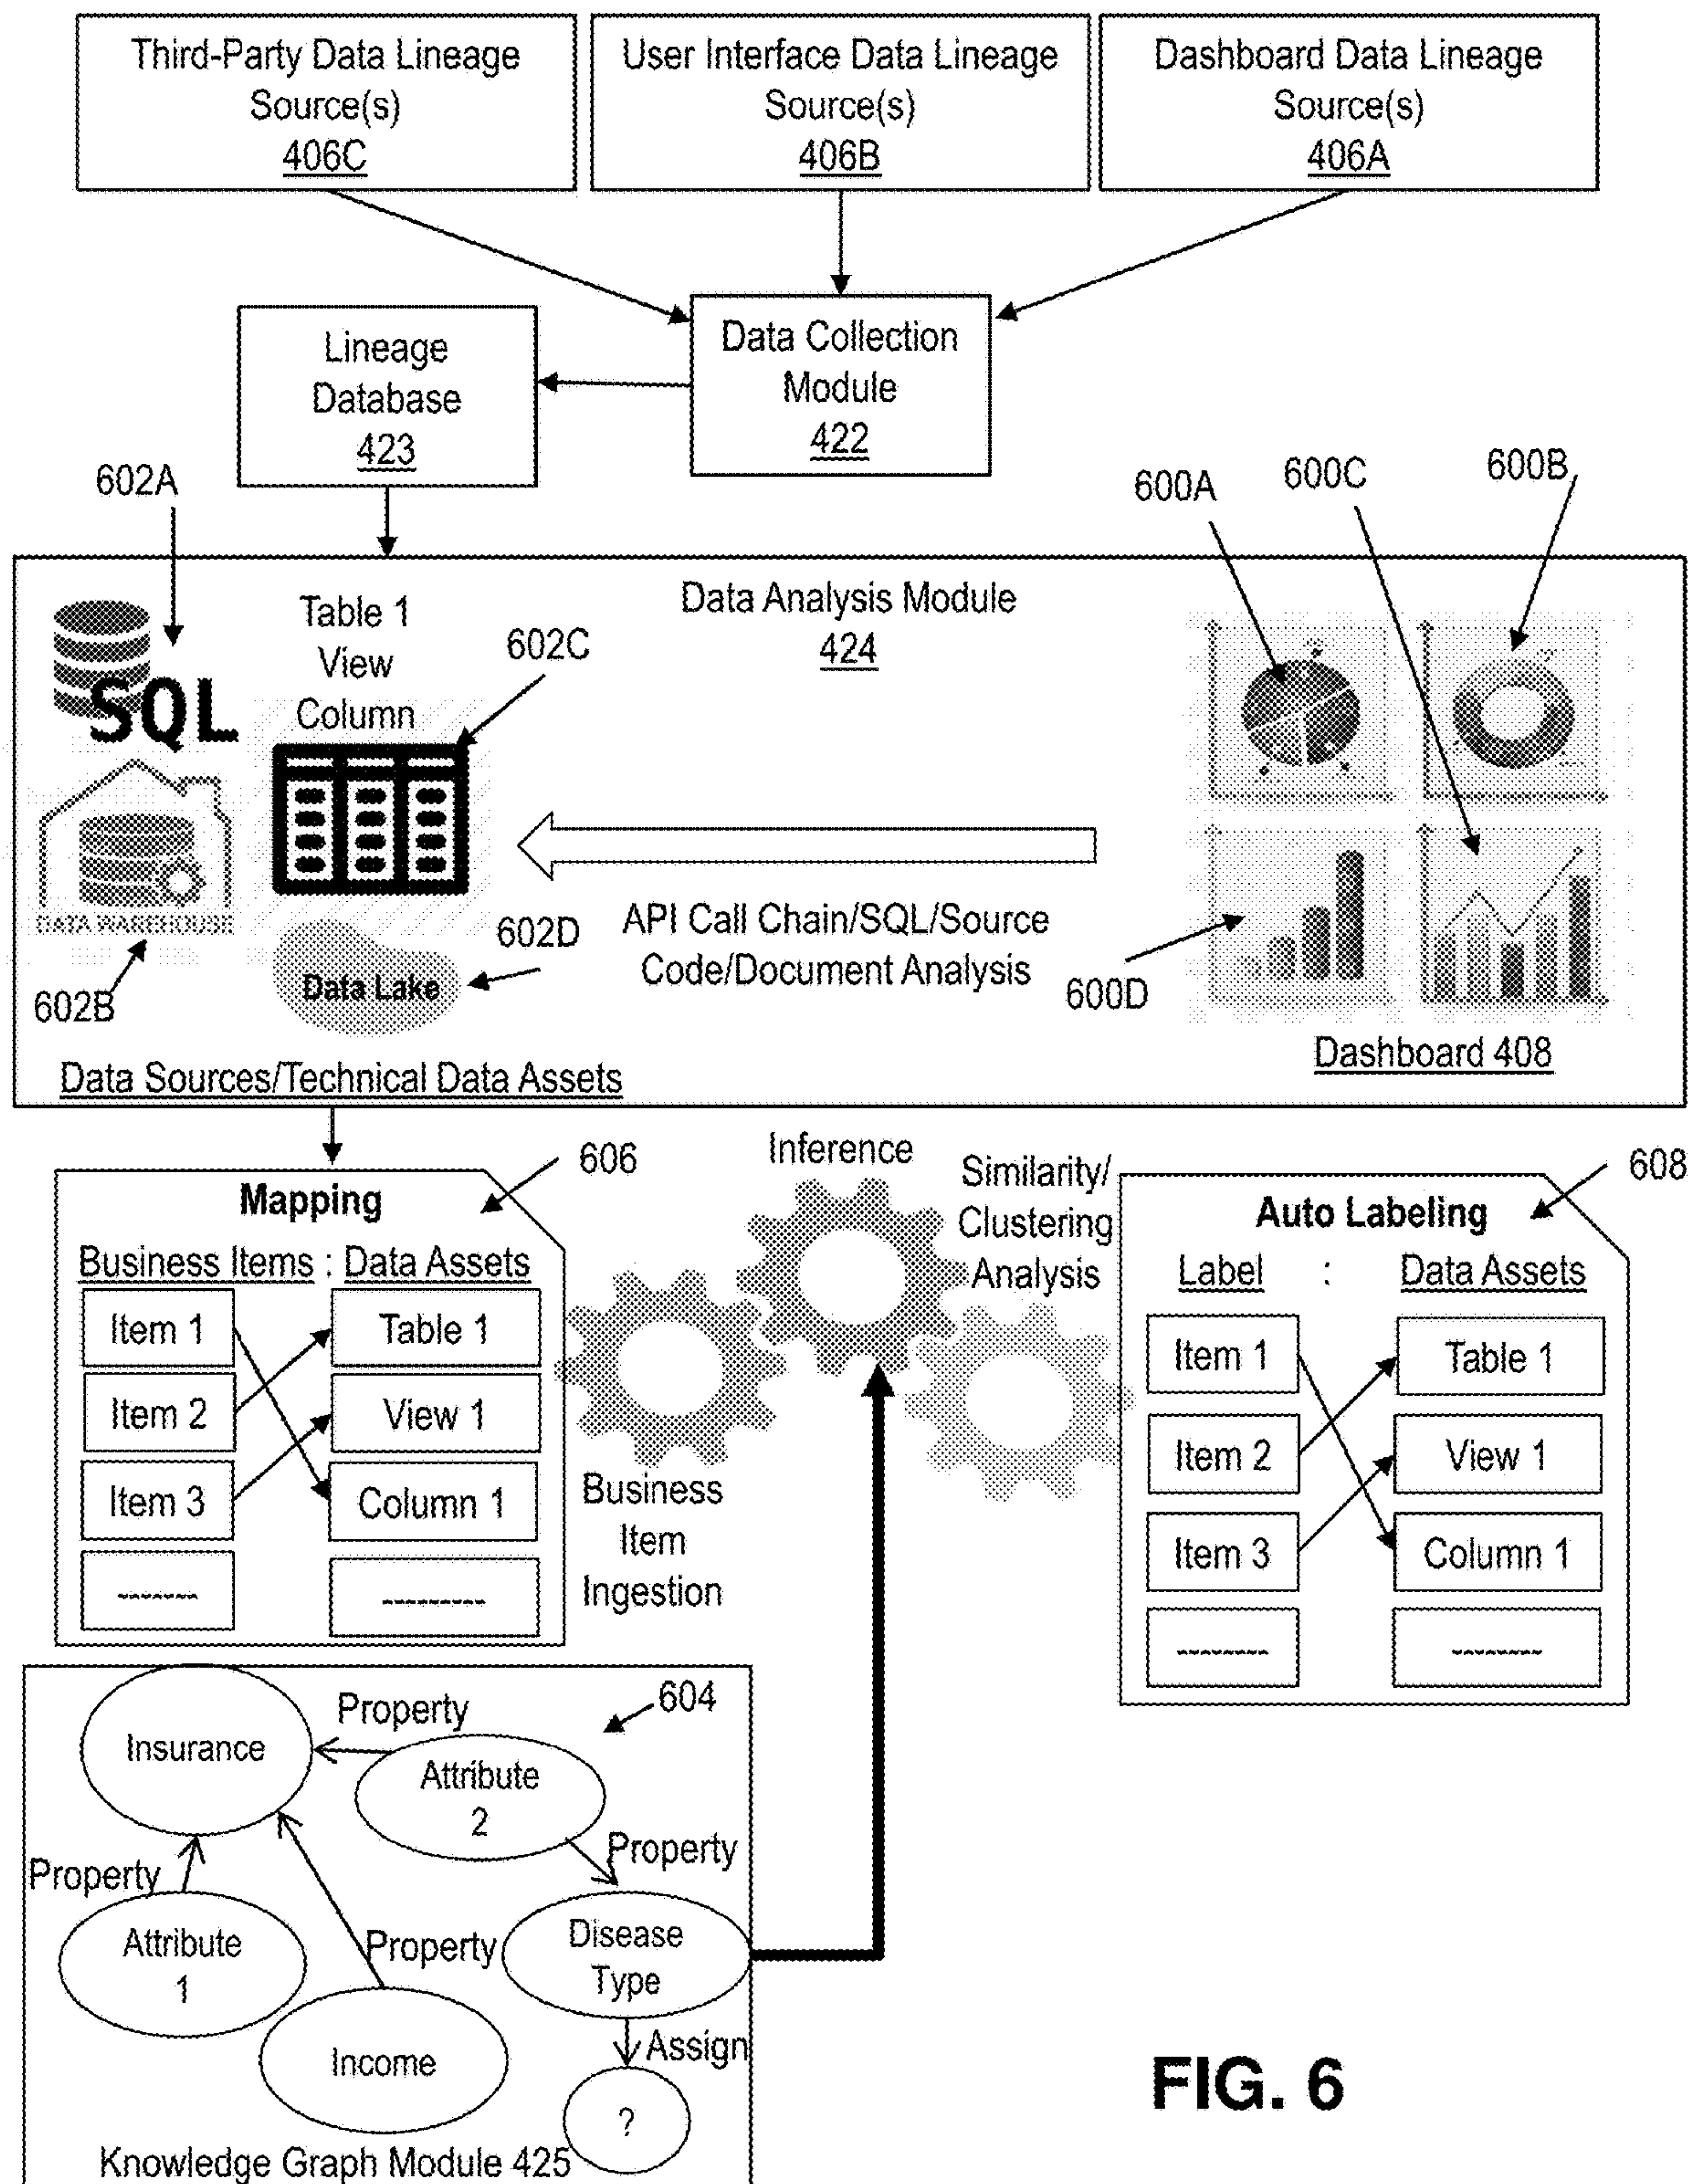 Third-Party Data Lineage
Source(s)
406C
User Interface Data Lineage
Source(s)
406B
Dashboard Data Lineage
Source(s)
406A
Lineage
Database
423
Data Collection
Module
422
602A
600A
600C
600B
Data Analysis Module
424
SQL
Table 1
View
Column
602C
DATA WAREHOUSE
602B
Data Lake
602D
API Call Chain/SQL/Source
Code/Document Analysis
600D
Data Sources/Technical Data Assets
Dashboard 408
Mapping
606
Business Items : Data Assets
Item 1
Table 1
Item 2
View 1
Item 3
Column 1
-------
---------
Inference
Similarity/
Clustering
Analysis
Business
Item
Ingestion
Auto Labeling
608
Label : Data Assets
Item 1
Table 1
Item 2
View 1
Item 3
Column 1
--------
--------
604
Insurance
Property
Attribute
2
Property
Property
Attribute
1
Property
Disease
Type
Income
Assign
?
Knowledge Graph Module 425
FIG. 6